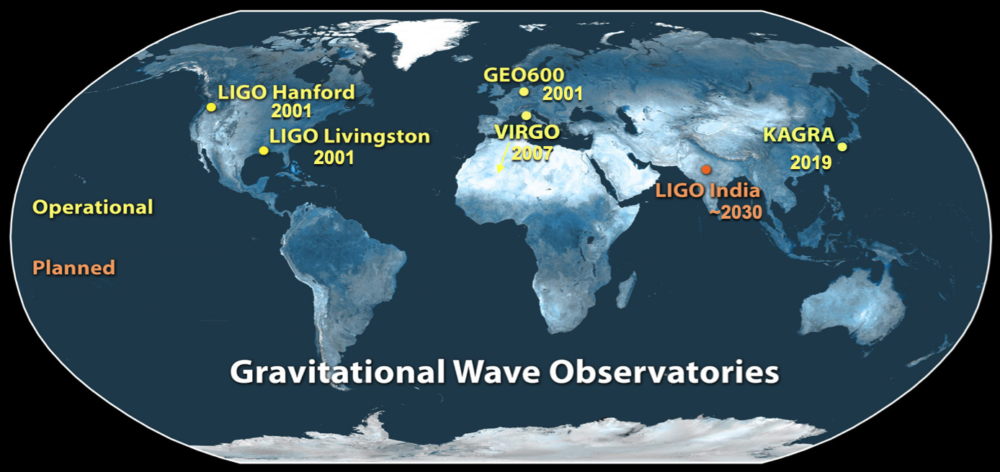 GEO600
2001
LIGO Hanford
2001
LIGO Livingston
2001
VIRGO
2007
KAGRA
2019
LIGO India
~2030
Operational
Planned
Gravitational Wave Observatories